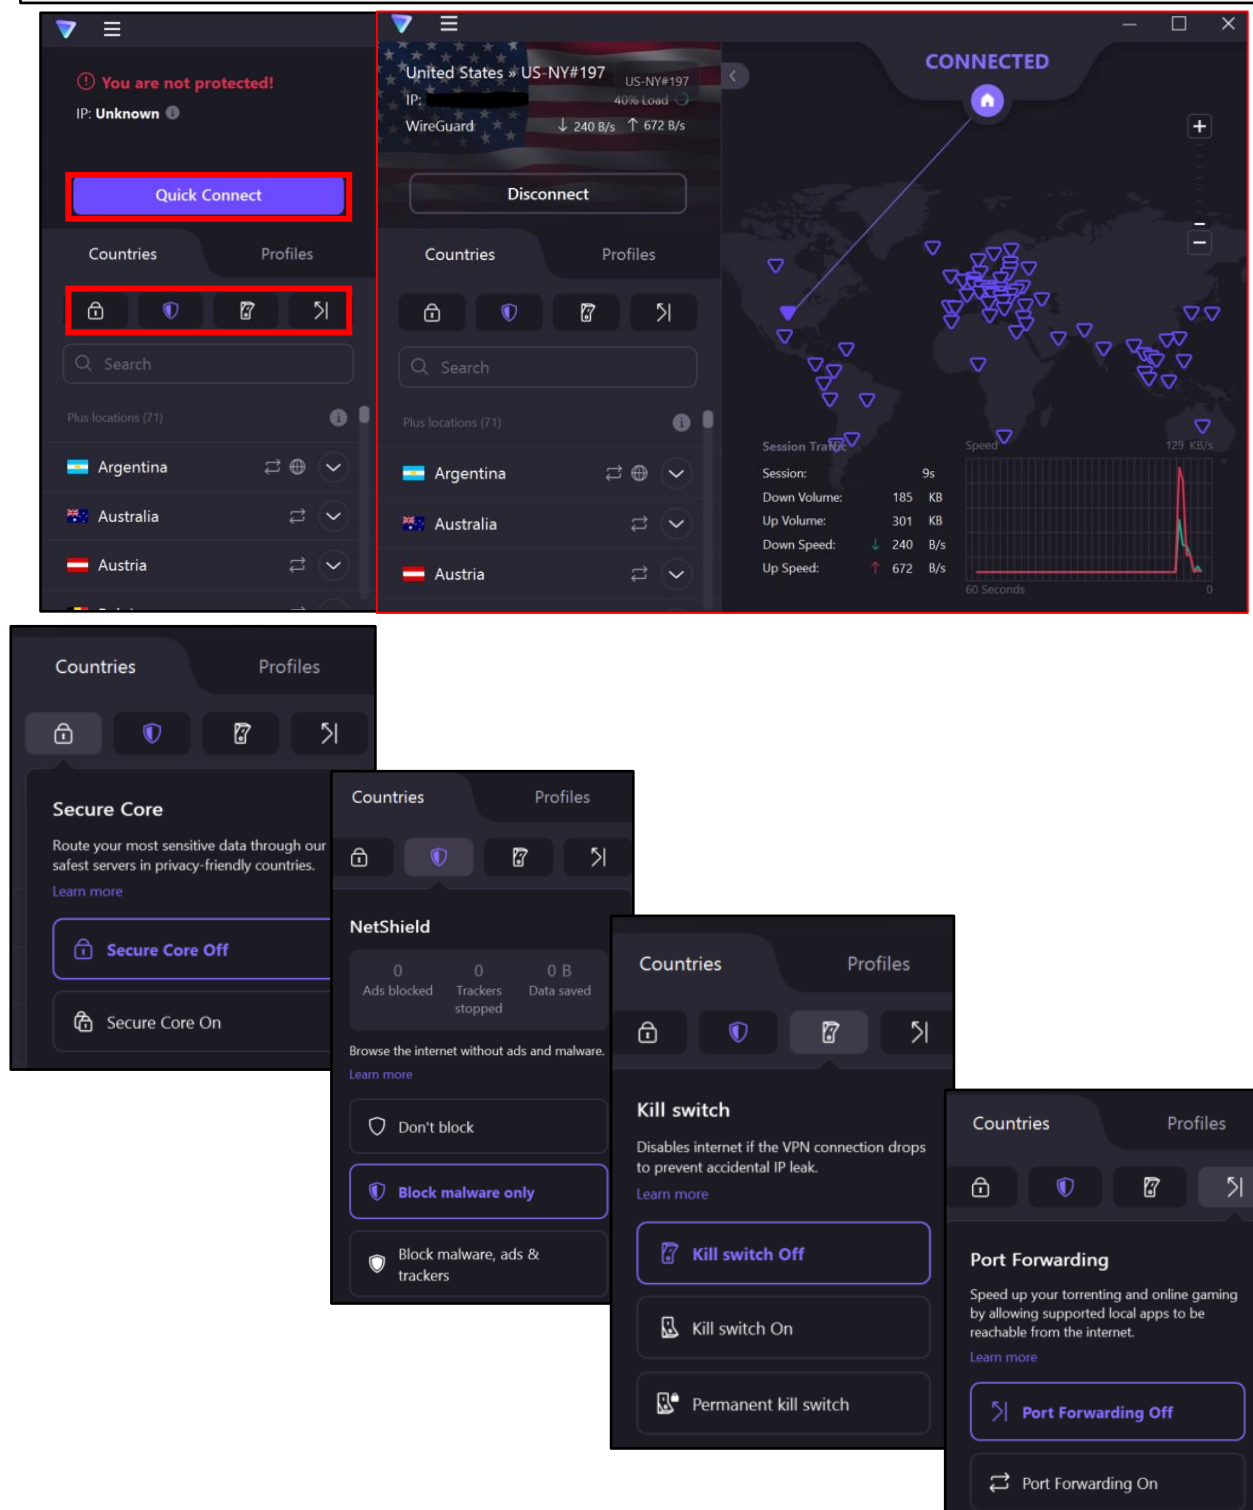 You are not protected!
IP: Unknown
Quick Connect
Countries Profiles
Search
Plus locations (71)
Argentina
Australia
Austria
United States » US-NY#197
US-NY#197
IP:
40% Load
WireGuard ↓ 240 B/s ↑ 672 B/s
Disconnect
Countries Profiles
Search
Plus locations (71)
Argentina
Australia
Austria
CONNECTED
Session Traffic
Session: 9s
Down Volume: 185 KB
Up Volume: 301 KB
Down Speed: ↓ 240 B/s
Up Speed: ↑ 672 B/s
Speed 129 KB/s
60 Seconds 0
Countries Profiles
Secure Core
Route your most sensitive data through our
safest servers in privacy-friendly countries.
Learn more
Secure Core Off
Secure Core On
Countries Profiles
NetShield
0 0 0 B
Ads blocked Trackers stopped Data saved
Browse the internet without ads and malware.
Learn more
Don't block
Block malware only
Block malware, ads &
trackers
Countries Profiles
Kill switch
Disables internet if the VPN connection drops
to prevent accidental IP leak.
Learn more
Kill switch Off
Kill switch On
Permanent kill switch
Countries Profiles
Port Forwarding
Speed up your torrenting and online gaming
by allowing supported local apps to be
reachable from the internet.
Learn more
Port Forwarding Off
Port Forwarding On